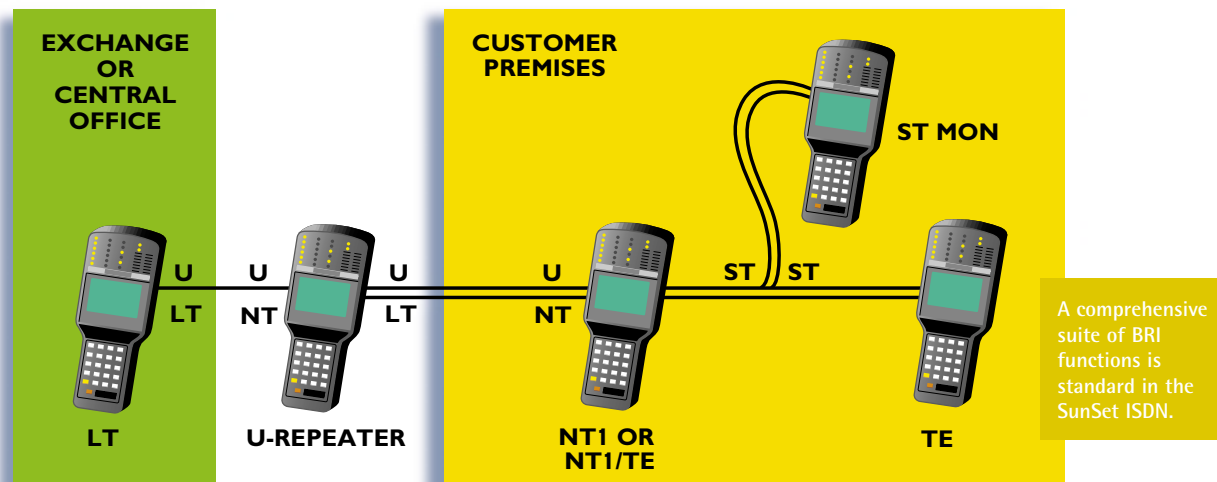 EXCHANGE
OR
CENTRAL
OFFICE
CUSTOMER
PREMISES
ST MON
U
U
U
U
ST
ST
LT
NT
LT
NT
A comprehensive
suite of BRI
functions is
standard in the
SunSet ISDN.
LT
U-REPEATER
NT1 OR
NT1/TE
TE